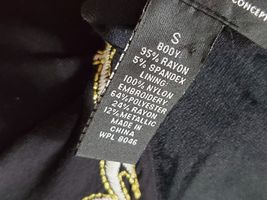 CONCEPT
S
BODY:
95% RAYON
5% SPANDEX
LINING:
100% NYLON
EMBROIDERY
64% POLYESTER
24% RAYON
12% METALLIC
MADE IN
CHINA
WPL 8046